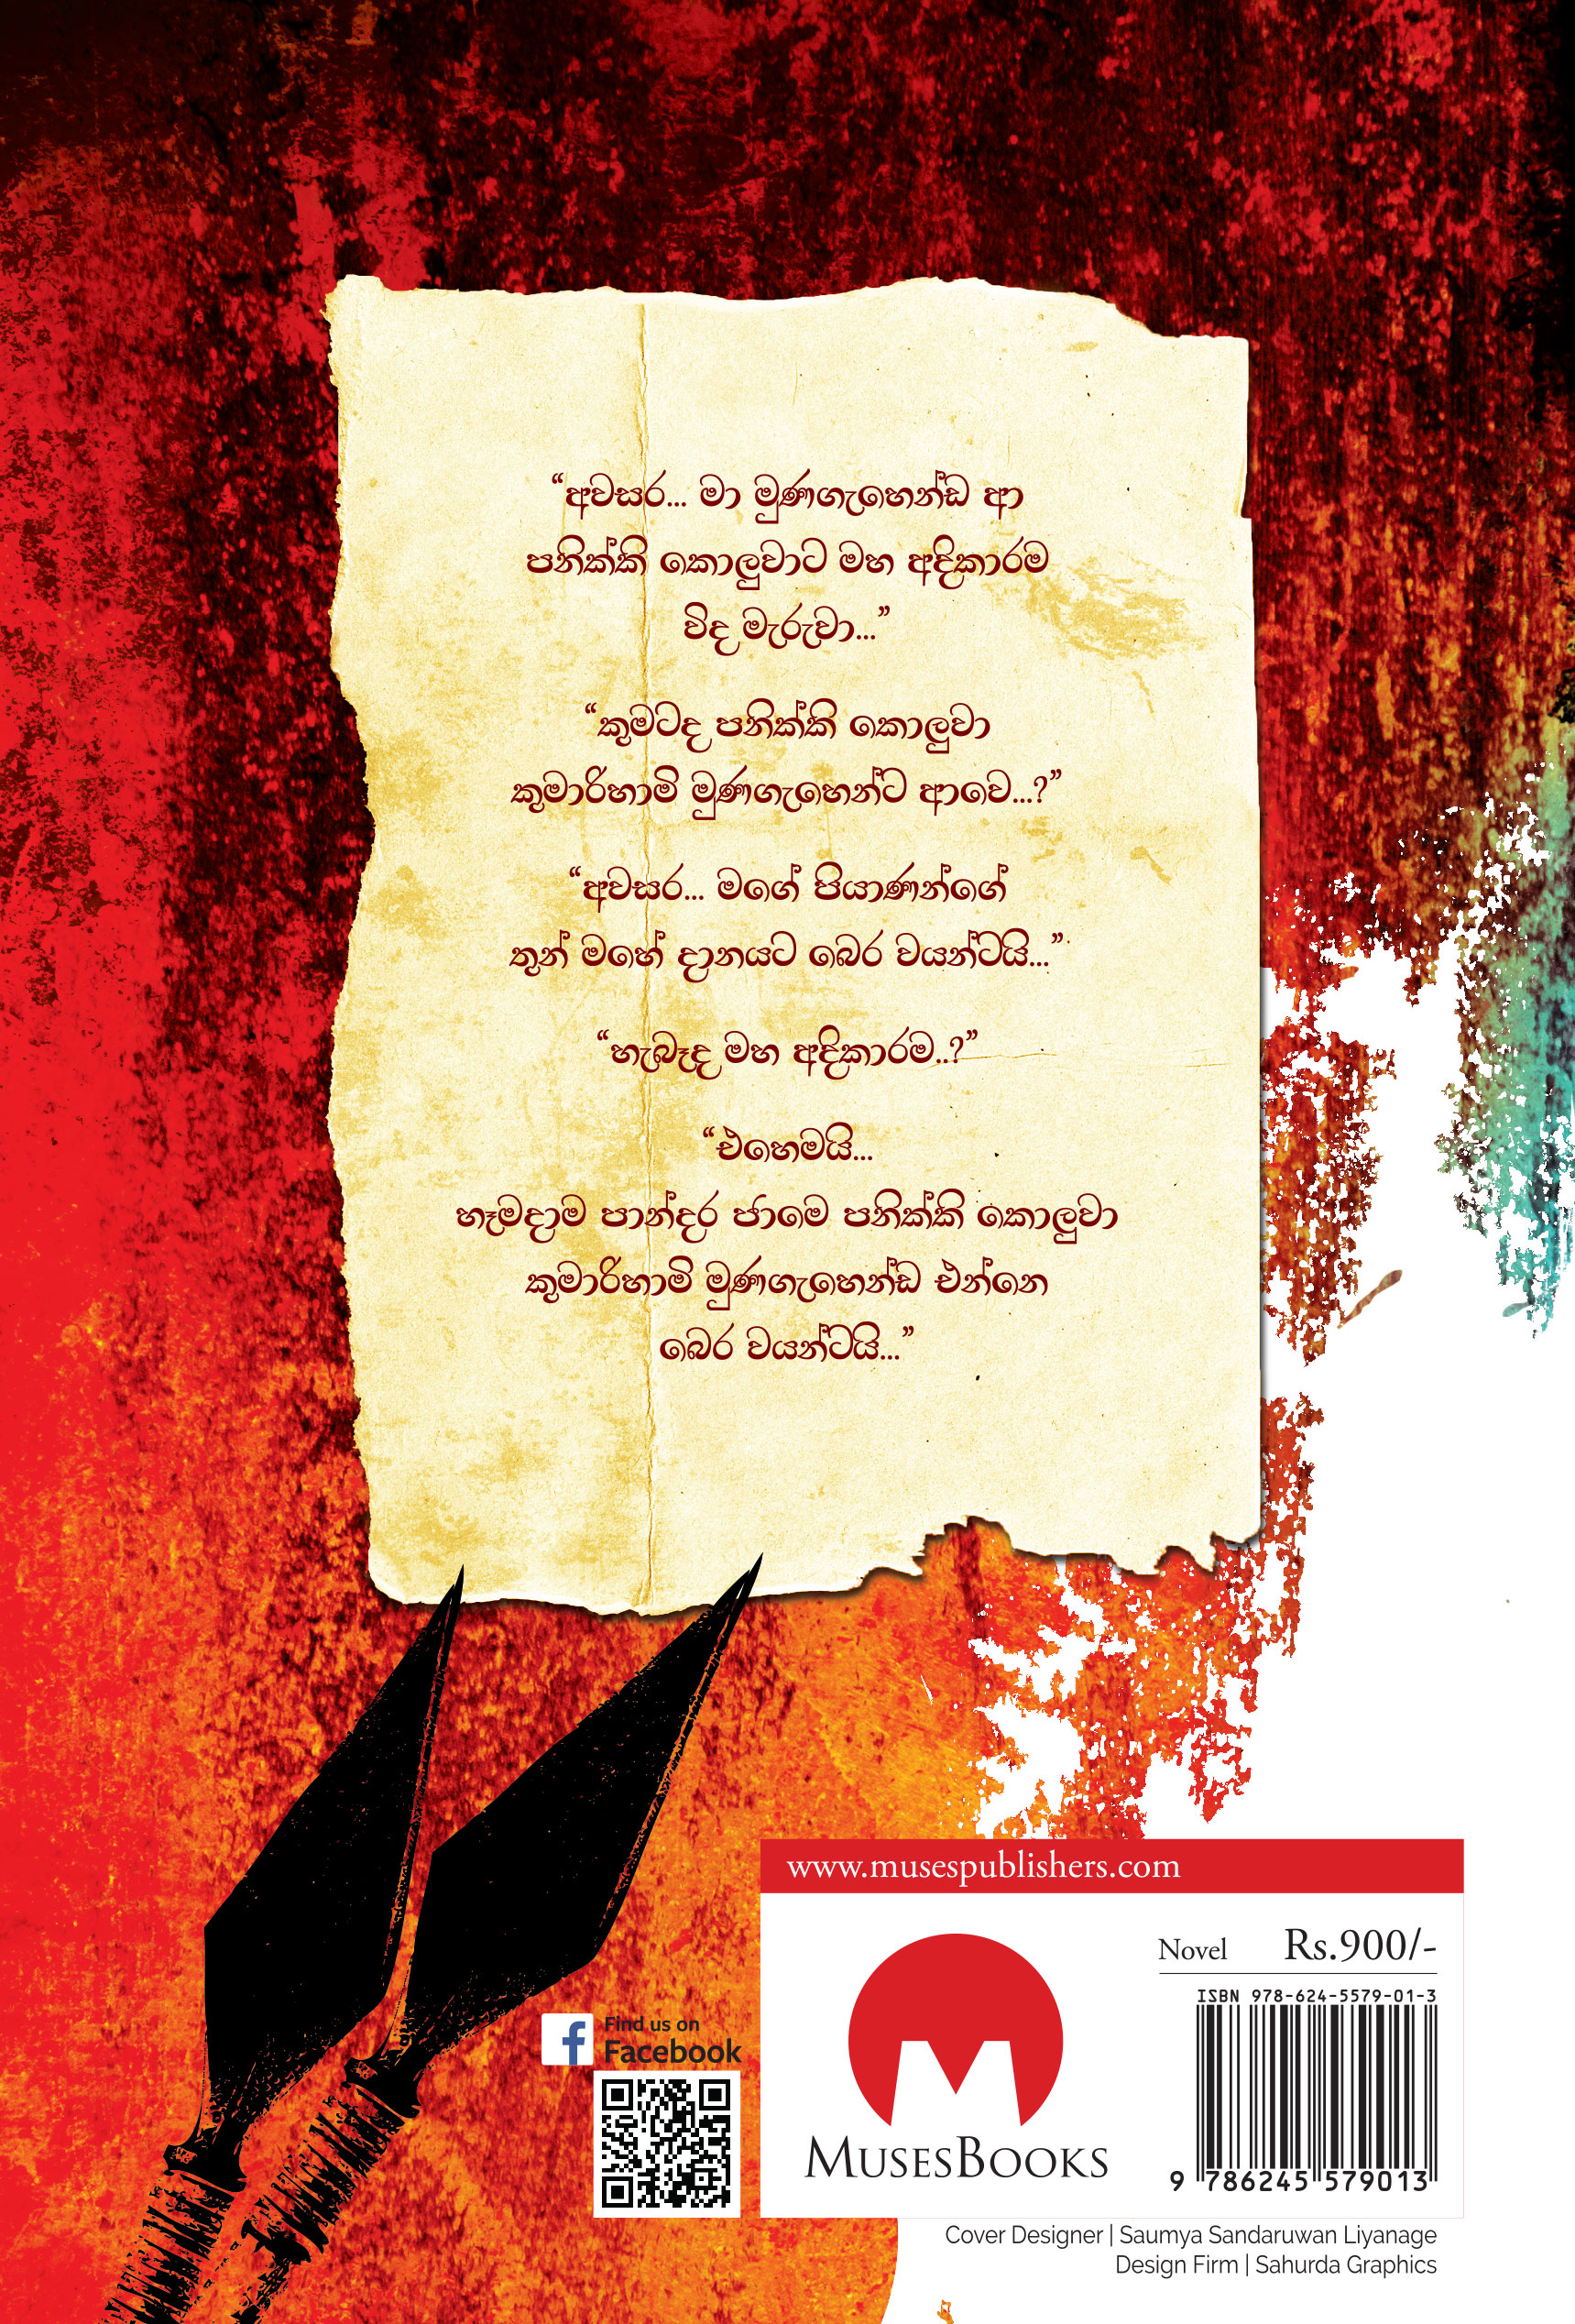 “අවසර... මා මුණගැහෙන්ඩ ආ
පනික්කි කොලුවාට මහ අදිකාරම
විද මැරුවා...”
“කුමටද පනික්කි කොලුවා
කුමාරිහාමි මුණගැහෙන්ට ආවෙ...?”
“අවසර... මගේ පියාණන්ගේ
තුන් මහේ දානයට බෙර වයන්ටයි...”
“හැබෑද මහ අදිකාරම..?”
“එහෙමයි...
හැමදාම පාන්දර ජාමෙ පනික්කි කොලුවා
කුමාරිහාමි මුණගැහෙන්ඩ එන්නෙ
බෙර වයන්ටයි...”
www.musespublishers.com
Novel Rs.900/-
ISBN 978-624-5579-01-3
9 786245 579013
MUSESBOOKS
Find us on
Facebook
Cover Designer | Saumya Sandaruwan Liyanage
Design Firm | Sahurda Graphics